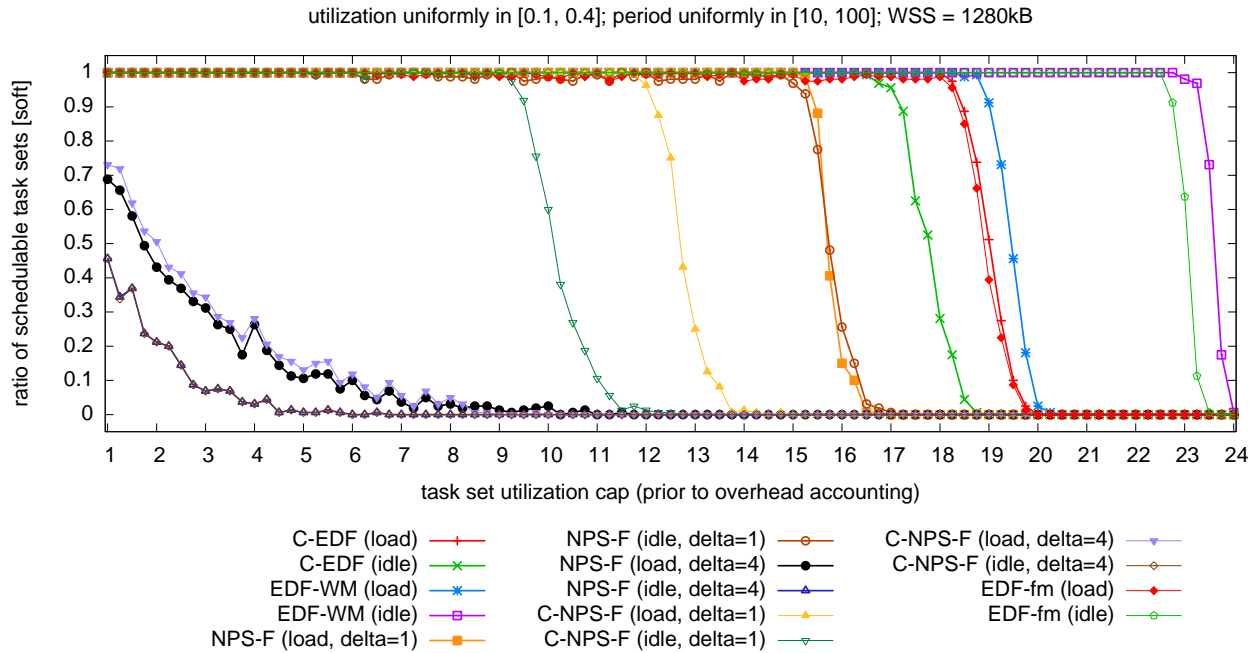 utilization uniformly in [0.1, 0.4]; period uniformly in [10, 100]; WSS = 1280kB
ratio of schedulable task sets [soft]
1
0.9
0.8
0.7
0.6
0.5
0.4
0.3
0.2
0.1
0
1 2 3 4 5 6 7 8 9 10 11 12 13 14 15 16 17 18 19 20 21 22 23 24
task set utilization cap (prior to overhead accounting)
C-EDF (load)
C-EDF (idle)
EDF-WM (load)
EDF-WM (idle)
NPS-F (load, delta=1)
NPS-F (idle, delta=1)
NPS-F (load, delta=4)
NPS-F (idle, delta=4)
C-NPS-F (load, delta=1)
C-NPS-F (idle, delta=1)
C-NPS-F (load, delta=4)
C-NPS-F (idle, delta=4)
EDF-fm (load)
EDF-fm (idle)